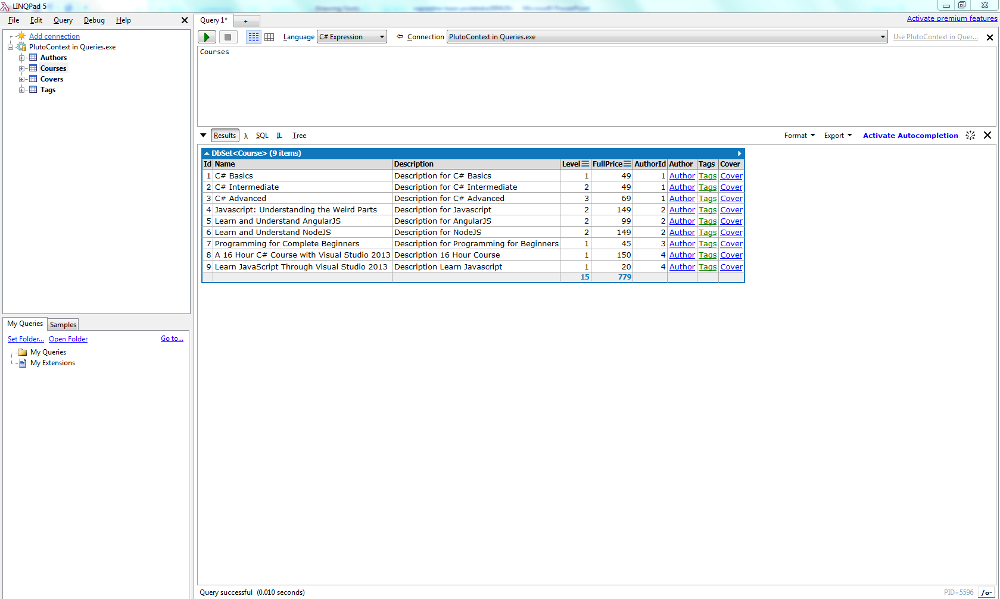 LINQPad 5
File Edit Query Debug Help
Query 1* +
Activate premium features
Add connection
PlutoContext in Queries.exe
Authors
Courses
Covers
Tags
Language C# Expression Connection PlutoContext in Queries.exe Use PlutoContext in Quer...
Courses
Results λ SQL IL Tree Format Export Activate Autocompletion
DbSet<Course> (9 items)
Id Name Description Level FullPrice AuthorId Author Tags Cover
1 C# Basics Description for C# Basics 1 49 1 Author Tags Cover
2 C# Intermediate Description for C# Intermediate 2 49 1 Author Tags Cover
3 C# Advanced Description for C# Advanced 3 69 1 Author Tags Cover
4 Javascript: Understanding the Weird Parts Description for Javascript 2 149 2 Author Tags Cover
5 Learn and Understand AngularJS Description for AngularJS 2 99 2 Author Tags Cover
6 Learn and Understand NodeJS Description for NodeJS 2 149 2 Author Tags Cover
7 Programming for Complete Beginners Description for Programming for Beginners 1 45 3 Author Tags Cover
8 A 16 Hour C# Course with Visual Studio 2013 Description 16 Hour Course 1 150 4 Author Tags Cover
9 Learn JavaScript Through Visual Studio 2013 Description Learn Javascript 1 20 4 Author Tags Cover
15 779
My Queries Samples
Set Folder... Open Folder Go to...
My Queries
My Extensions
Query successful (0.010 seconds)
PID=5596 /o-